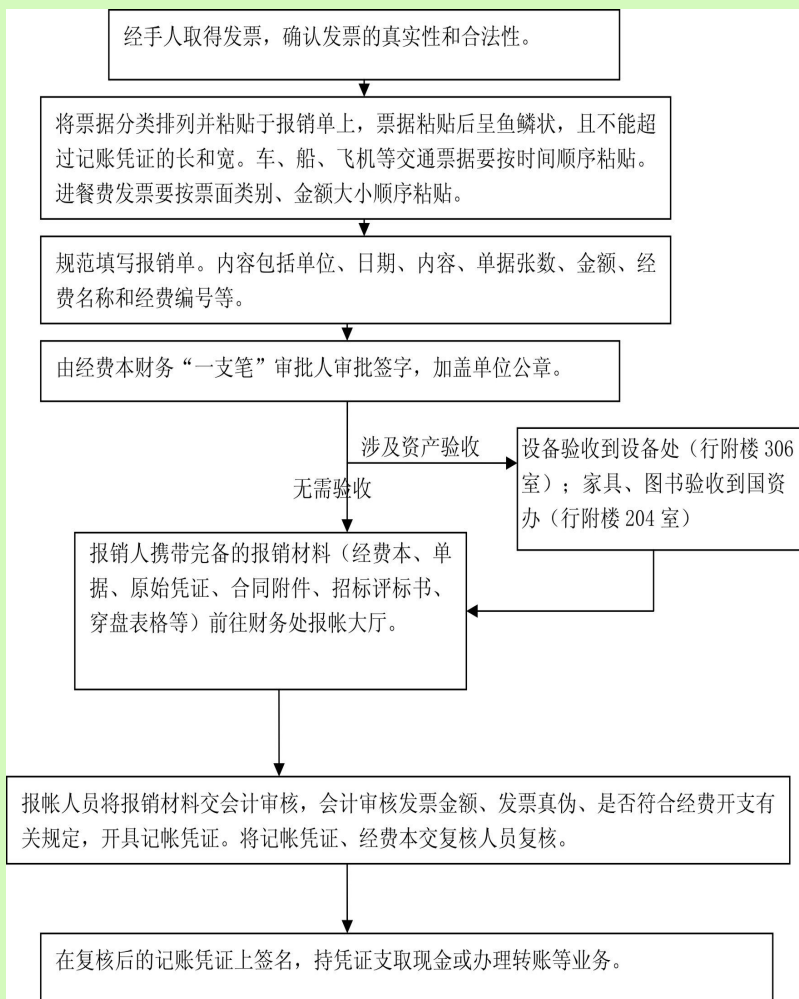 经手人取得发票，确认发票的真实性和合法性。
将票据分类排列并粘贴于报销单上，票据粘贴后呈鱼鳞状，且不能超
过记账凭证的长和宽。车、船、飞机等交通票据要按时间顺序粘贴。
进餐费发票要按票面类别、金额大小顺序粘贴。
规范填写报销单。内容包括单位、日期、内容、单据张数、金额、经
费名称和经费编号等。
由经费本财务“一支笔”审批人审批签字，加盖单位公章。
涉及资产验收
设备验收到设备处（行附楼 306
室）；家具、图书验收到国资
办（行附楼 204 室）
无需验收
报销人携带完备的报销材料（经费本、单
据、原始凭证、合同附件、招标评标书、
穿盘表格等）前往财务处报帐大厅。
报帐人员将报销材料交会计审核，会计审核发票金额、发票真伪、是否符合经费开支有
关规定，开具记帐凭证。将记帐凭证、经费本交复核人员复核。
在复核后的记账凭证上签名，持凭证支取现金或办理转账等业务。